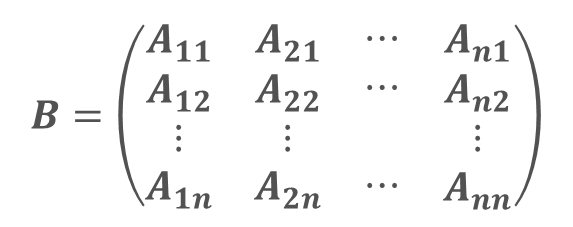 B = 
A₁₁ A₂₁ ⋯ Aₙ₁
A₁₂ A₂₂ ⋯ Aₙ₂
⋮ ⋮ ⋮
A₁ₙ A₂ₙ ⋯ Aₙₙ